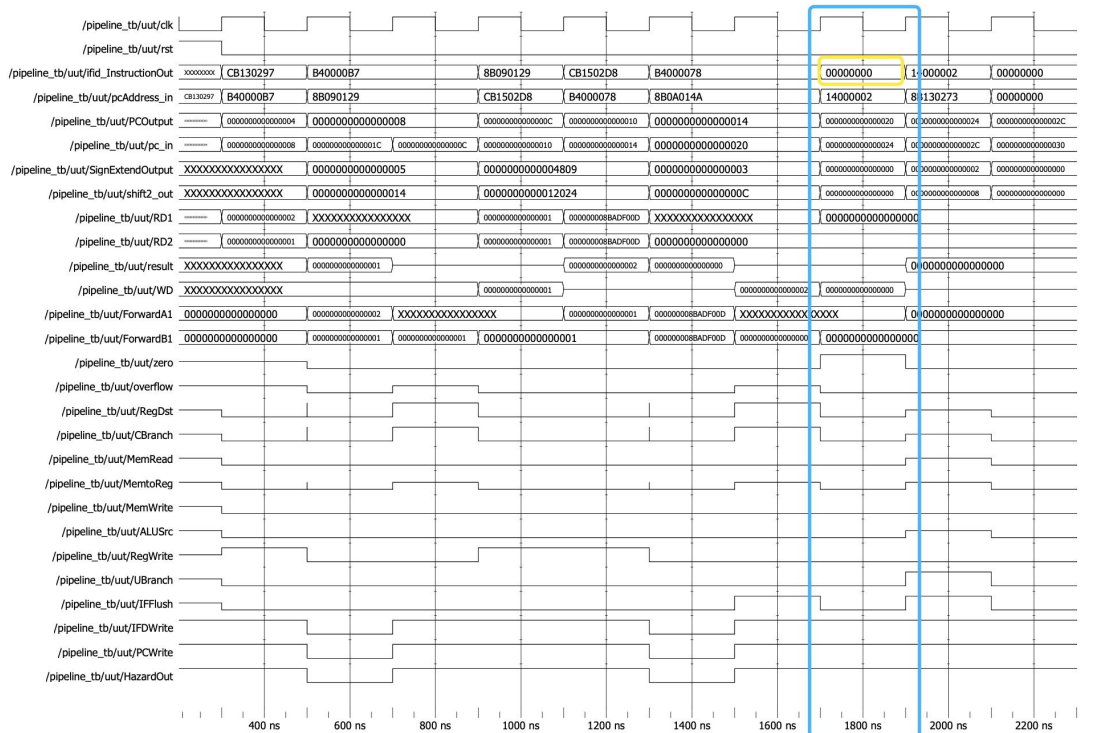 /pipeline_tb/uut/clk
/pipeline_tb/uut/rst
/pipeline_tb/uut/ifid_InstructionOut XXXXXXXX CB130297 B40000B7 8B090129 CB1502D8 B4000078 00000000 14000002 00000000
/pipeline_tb/uut/pcAddress_in CB130297 B40000B7 8B090129 CB1502D8 B4000078 8B0A014A 14000002 8B130273 00000000
/pipeline_tb/uut/PCOutput 0000000000000004 0000000000000008 000000000000000C 0000000000000010 0000000000000014 0000000000000020 0000000000000024 000000000000002C
/pipeline_tb/uut/pc_in 0000000000000008 000000000000001C 000000000000000C 0000000000000010 0000000000000014 0000000000000020 0000000000000024 000000000000002C 0000000000000030
/pipeline_tb/uut/SignExtendOutput XXXXXXXXXXXXXXXX 0000000000000005 0000000000004809 0000000000000003 0000000000000000 0000000000000002 0000000000000000
/pipeline_tb/uut/shift2_out XXXXXXXXXXXXXXXX 0000000000000014 0000000000012024 000000000000000C 0000000000000000 0000000000000008 0000000000000000
/pipeline_tb/uut/RD1 0000000000000002 XXXXXXXXXXXXXXXX 0000000000000001 000000008BADF00D XXXXXXXXXXXXXXXX 0000000000000000
/pipeline_tb/uut/RD2 0000000000000001 0000000000000000 0000000000000001 000000008BADF00D 0000000000000000
/pipeline_tb/uut/result XXXXXXXXXXXXXXXX 0000000000000001 0000000000000002 0000000000000000 0000000000000000
/pipeline_tb/uut/WD XXXXXXXXXXXXXXXX 0000000000000001 0000000000000002 0000000000000000
/pipeline_tb/uut/ForwardA1 0000000000000000 0000000000000002 XXXXXXXXXXXXXXXX 0000000000000001 000000008BADF00D XXXXXXXXXXXXXXXX 0000000000000000
/pipeline_tb/uut/ForwardB1 0000000000000000 0000000000000001 0000000000000001 0000000000000001 000000008BADF00D 0000000000000000 0000000000000000
/pipeline_tb/uut/zero
/pipeline_tb/uut/overflow
/pipeline_tb/uut/RegDst
/pipeline_tb/uut/CBranch
/pipeline_tb/uut/MemRead
/pipeline_tb/uut/MemtoReg
/pipeline_tb/uut/MemWrite
/pipeline_tb/uut/ALUSrc
/pipeline_tb/uut/RegWrite
/pipeline_tb/uut/UBranch
/pipeline_tb/uut/IFFlush
/pipeline_tb/uut/IFDWrite
/pipeline_tb/uut/PCWrite
/pipeline_tb/uut/HazardOut
400 ns 600 ns 800 ns 1000 ns 1200 ns 1400 ns 1600 ns 1800 ns 2000 ns 2200 ns